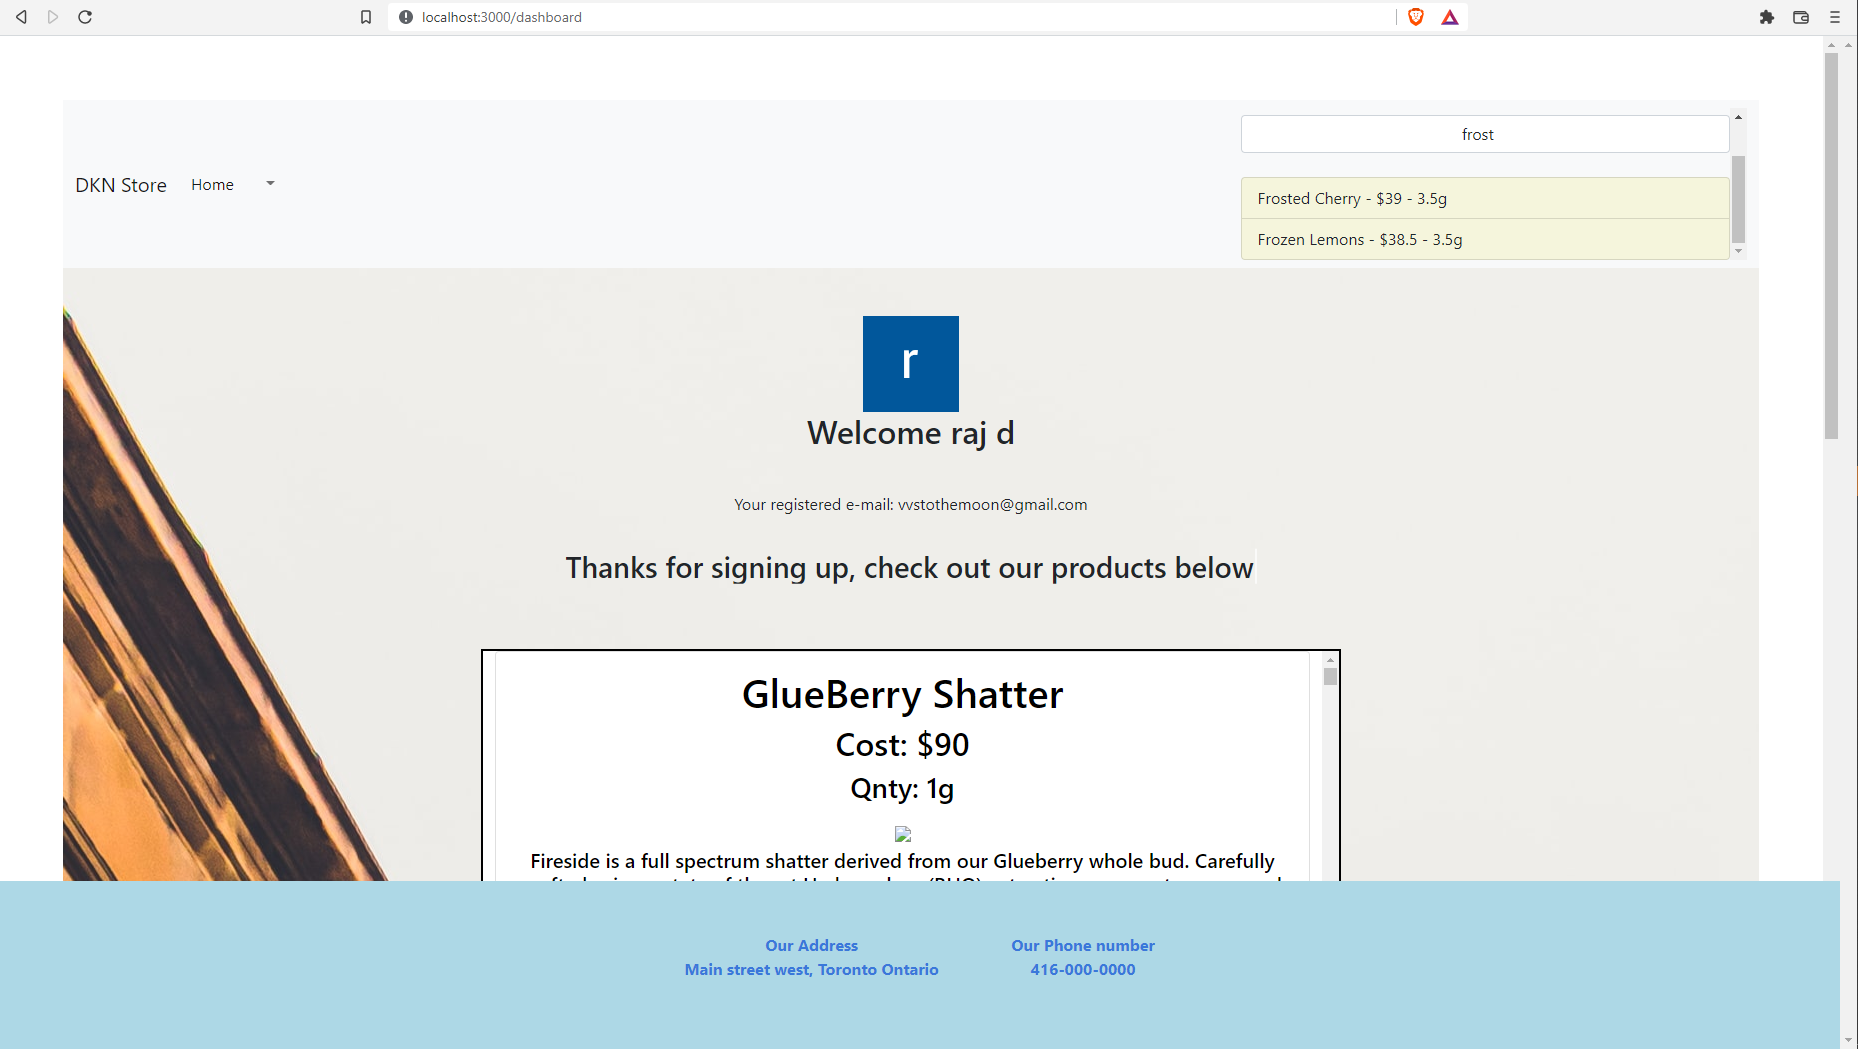 localhost:3000/dashboard
DKN Store Home
frost
Frosted Cherry - $39 - 3.5g
Frozen Lemons - $38.5 - 3.5g
r
Welcome raj d
Your registered e-mail: vvstothemoon@gmail.com
Thanks for signing up, check out our products below
GlueBerry Shatter
Cost: $90
Qnty: 1g
Fireside is a full spectrum shatter derived from our Glueberry whole bud. Carefully
Our Address
Main street west, Toronto Ontario
Our Phone number
416-000-0000